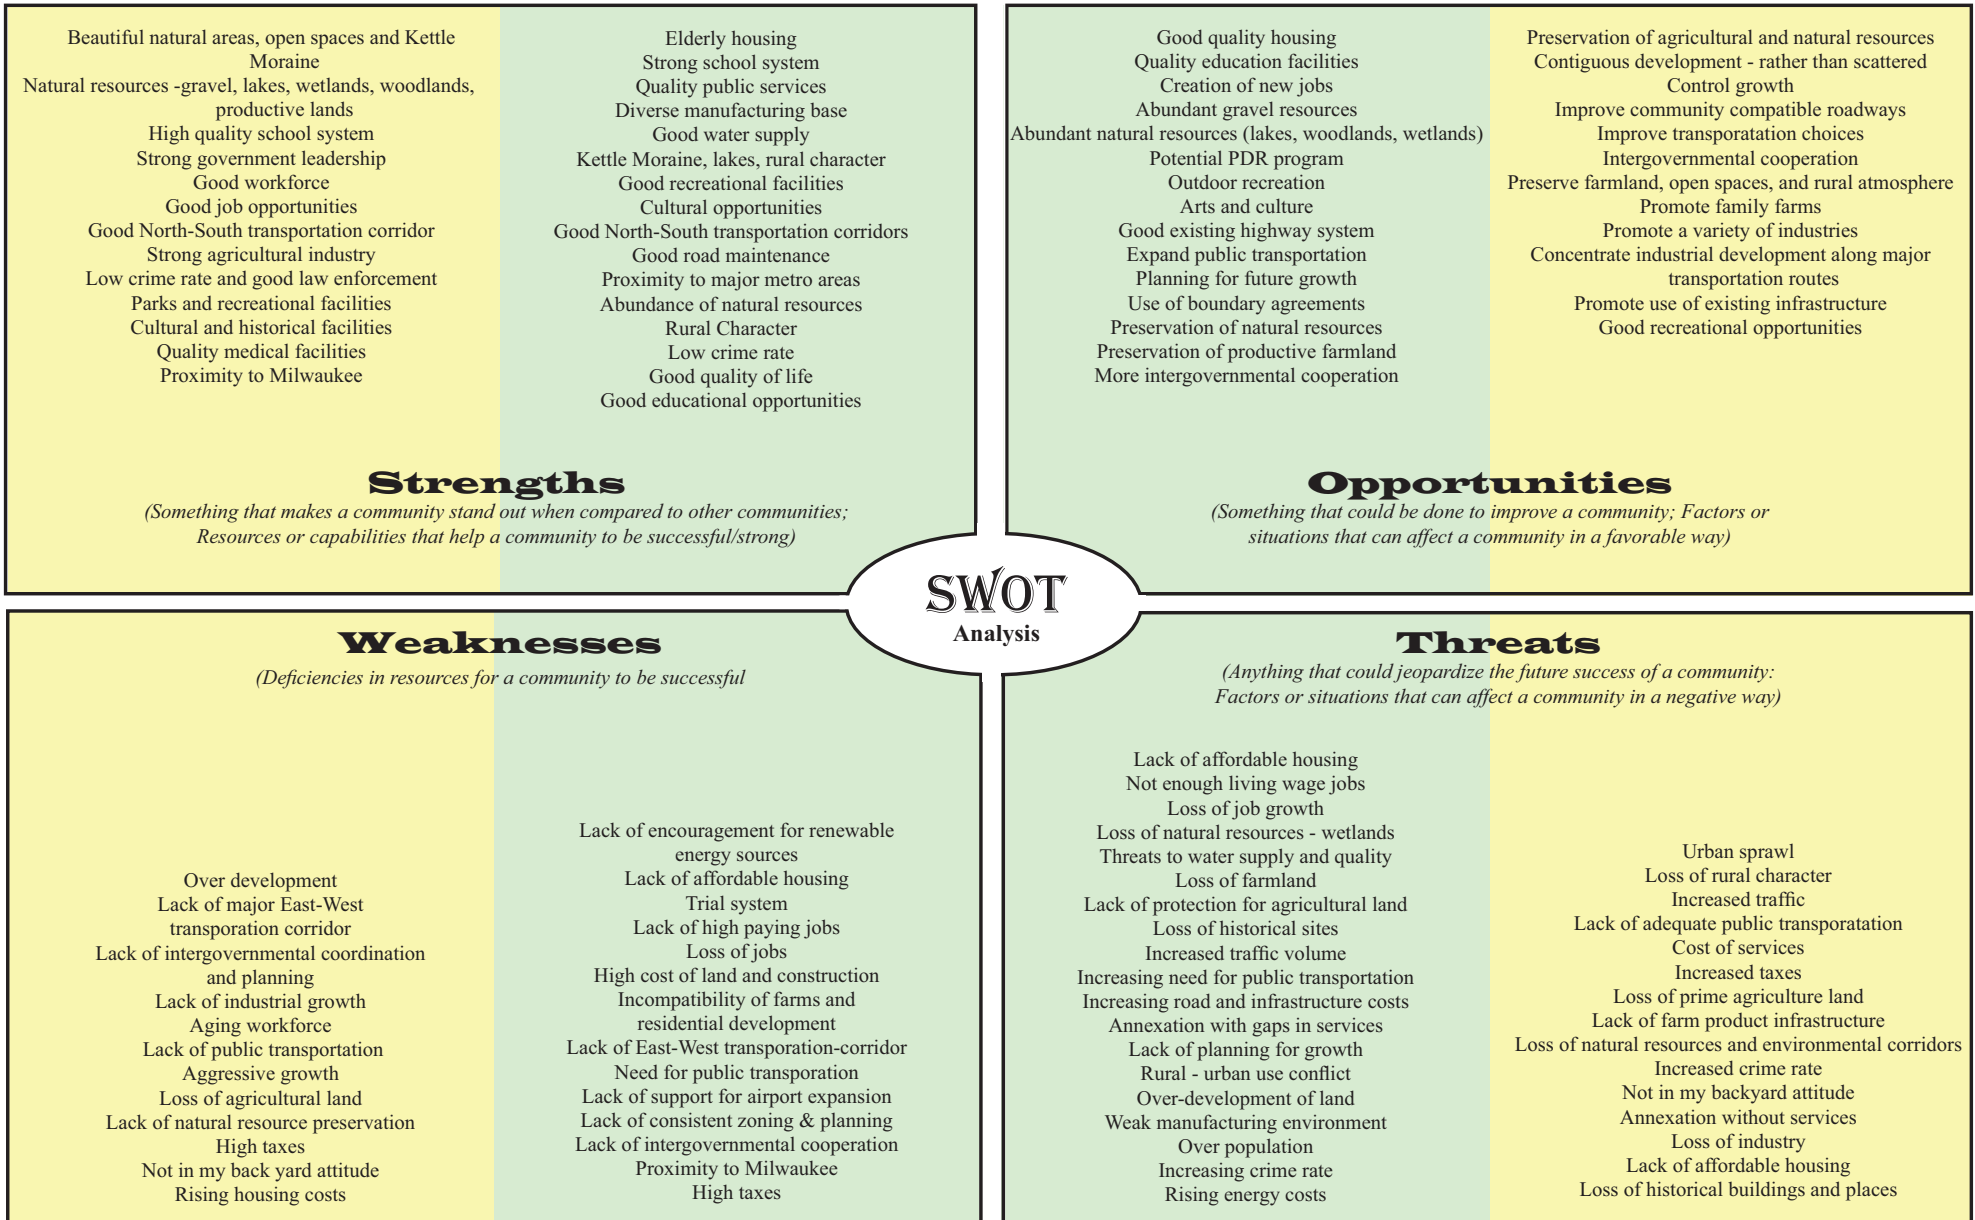 Beautiful natural areas, open spaces and Kettle
Moraine
Natural resources -gravel, lakes, wetlands, woodlands,
productive lands
High quality school system
Strong government leadership
Good workforce
Good job opportunities
Good North-South transportation corridor
Strong agricultural industry
Low crime rate and good law enforcement
Parks and recreational facilities
Cultural and historical facilities
Quality medical facilities
Proximity to Milwaukee
Elderly housing
Strong school system
Quality public services
Diverse manufacturing base
Good water supply
Kettle Moraine, lakes, rural character
Good recreational facilities
Cultural opportunities
Good North-South transportation corridors
Good road maintenance
Proximity to major metro areas
Abundance of natural resources
Rural Character
Low crime rate
Good quality of life
Good educational opportunities
Strengths
(Something that makes a community stand out when compared to other communities;
Resources or capabilities that help a community to be successful/strong)
Good quality housing
Quality education facilities
Creation of new jobs
Abundant gravel resources
Abundant natural resources (lakes, woodlands, wetlands)
Potential PDR program
Outdoor recreation
Arts and culture
Good existing highway system
Expand public transportation
Planning for future growth
Use of boundary agreements
Preservation of natural resources
Preservation of productive farmland
More intergovernmental cooperation
Preservation of agricultural and natural resources
Contiguous development - rather than scattered
Control growth
Improve community compatible roadways
Improve transporatation choices
Intergovernmental cooperation
Preserve farmland, open spaces, and rural atmosphere
Promote family farms
Promote a variety of industries
Concentrate industrial development along major
transportation routes
Promote use of existing infrastructure
Good recreational opportunities
Opportunities
(Something that could be done to improve a community; Factors or
situations that can affect a community in a favorable way)
SWOT
Analysis
Weaknesses
(Deficiencies in resources for a community to be successful
Over development
Lack of major East-West
transporation corridor
Lack of intergovernmental coordination
and planning
Lack of industrial growth
Aging workforce
Lack of public transportation
Aggressive growth
Loss of agricultural land
Lack of natural resource preservation
High taxes
Not in my back yard attitude
Rising housing costs
Lack of encouragement for renewable
energy sources
Lack of affordable housing
Trial system
Lack of high paying jobs
Loss of jobs
High cost of land and construction
Incompatibility of farms and
residential development
Lack of East-West transporation-corridor
Need for public transporation
Lack of support for airport expansion
Lack of consistent zoning & planning
Lack of intergovernmental cooperation
Proximity to Milwaukee
High taxes
Threats
(Anything that could jeopardize the future success of a community:
Factors or situations that can affect a community in a negative way)
Lack of affordable housing
Not enough living wage jobs
Loss of job growth
Loss of natural resources - wetlands
Threats to water supply and quality
Loss of farmland
Lack of protection for agricultural land
Loss of historical sites
Increased traffic volume
Increasing need for public transportation
Increasing road and infrastructure costs
Annexation with gaps in services
Lack of planning for growth
Rural - urban use conflict
Over-development of land
Weak manufacturing environment
Over population
Increasing crime rate
Rising energy costs
Urban sprawl
Loss of rural character
Increased traffic
Lack of adequate public transporatation
Cost of services
Increased taxes
Loss of prime agriculture land
Lack of farm product infrastructure
Loss of natural resources and environmental corridors
Increased crime rate
Not in my backyard attitude
Annexation without services
Loss of industry
Lack of affordable housing
Loss of historical buildings and places